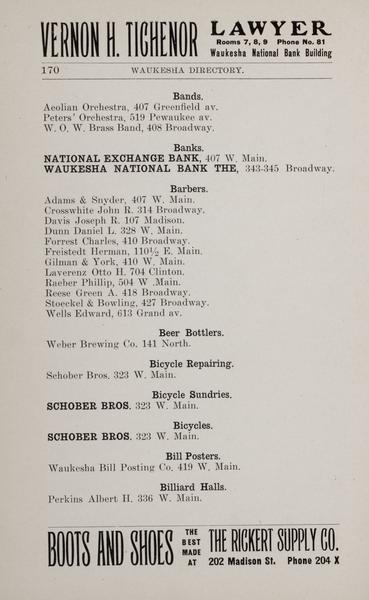 VERNON H. TICHENOR LAWYER
Rooms 7, 8, 9 Phone No. 81
Waukesha National Bank Building
170 WAUKESHA DIRECTORY.
Bands.
Aeolian Orchestra, 407 Greenfield av.
Peters' Orchestra, 519 Pewaukee av.
W. O. W. Brass Band, 408 Broadway.
Banks.
NATIONAL EXCHANGE BANK, 407 W. Main.
WAUKESHA NATIONAL BANK THE, 343-345 Broadway.
Barbers.
Adams & Snyder, 407 W. Main.
Crosswhite John R. 314 Broadway.
Davis Joseph R. 107 Madison.
Dunn Daniel L. 328 W. Main.
Forrest Charles, 410 Broadway.
Freistedt Herman, 110½ E. Main.
Gilman & York, 410 W. Main.
Laverenz Otto H. 704 Clinton.
Raeber Phillip, 504 W .Main.
Reese Green A. 418 Broadway.
Stoeckel & Bowling, 427 Broadway.
Wells Edward, 613 Grand av.
Beer Bottlers.
Weber Brewing Co. 141 North.
Bicycle Repairing.
Schober Bros. 323 W. Main.
Bicycle Sundries.
SCHOBER BROS. 323 W. Main.
Bicycles.
SCHOBER BROS. 323 W. Main.
Bill Posters.
Waukesha Bill Posting Co. 419 W. Main.
Billiard Halls.
Perkins Albert H. 336 W. Main.
BOOTS AND SHOES THE BEST MADE AT THE RICKERT SUPPLY CO.
202 Madison St. Phone 204 X